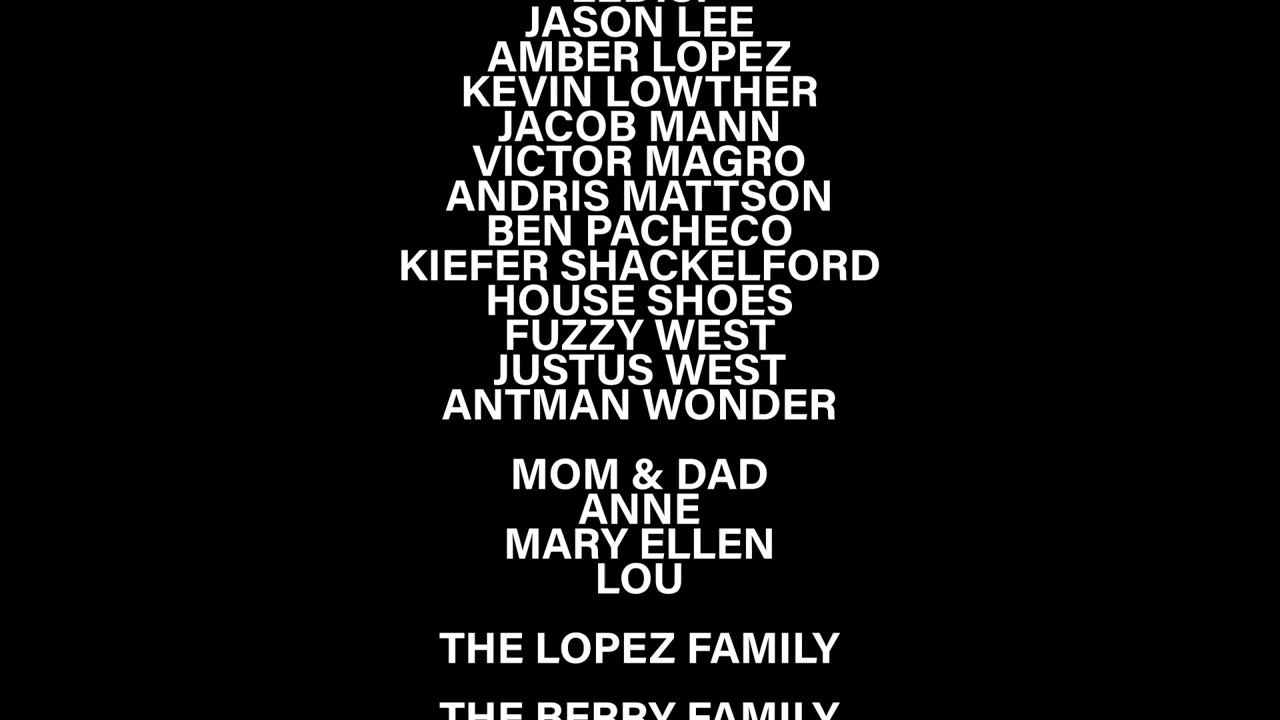 JASON LEE
AMBER LOPEZ
KEVIN LOWTHER
JACOB MANN
VICTOR MAGRO
ANDRIS MATTSON
BEN PACHECO
KIEFER SHACKELFORD
HOUSE SHOES
FUZZY WEST
JUSTUS WEST
ANTMAN WONDER
MOM & DAD
ANNE
MARY ELLEN
LOU
THE LOPEZ FAMILY
THE BERRY FAMILY